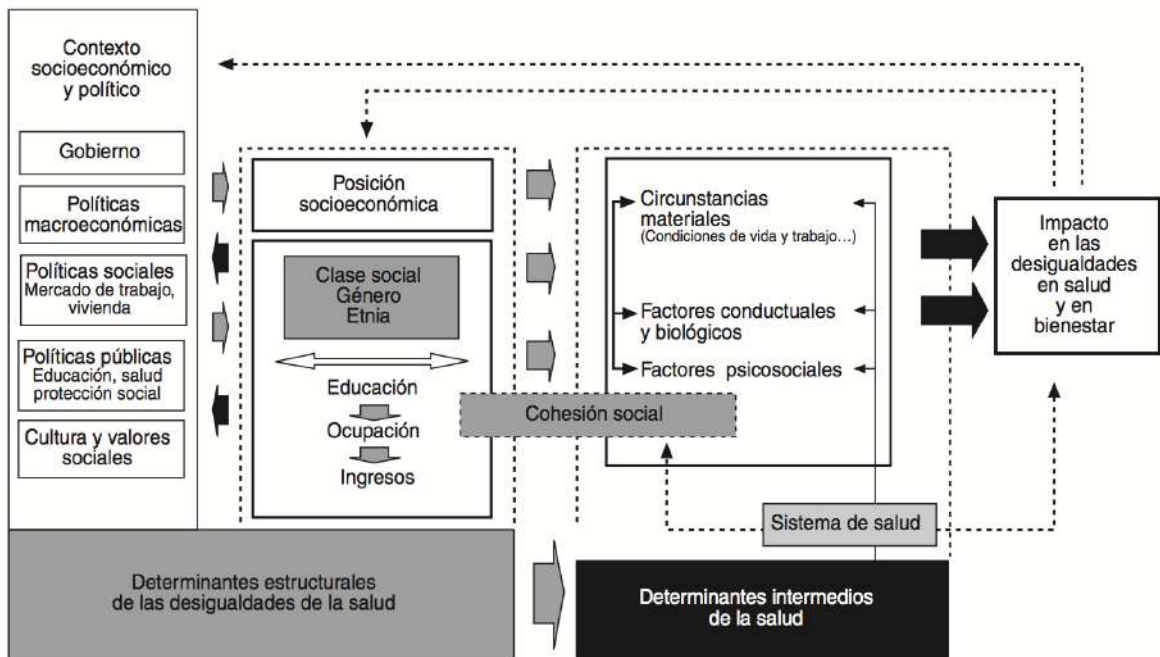 Contexto
socioeconómico
y político
Gobierno
Políticas
macroeconómicas
Políticas sociales
Mercado de trabajo,
vivienda
Políticas públicas
Educación, salud
protección social
Cultura y valores
sociales
Posición
socioeconómica
Clase social
Género
Etnia
Educación
Ocupación
Ingresos
Cohesión social
Circunstancias
materiales
(Condiciones de vida y trabajo...)
Factores conductuales
y biológicos
Factores psicosociales
Sistema de salud
Impacto
en las
desigualdades
en salud
y en
bienestar
Determinantes estructurales
de las desigualdades de la salud
Determinantes intermedios
de la salud